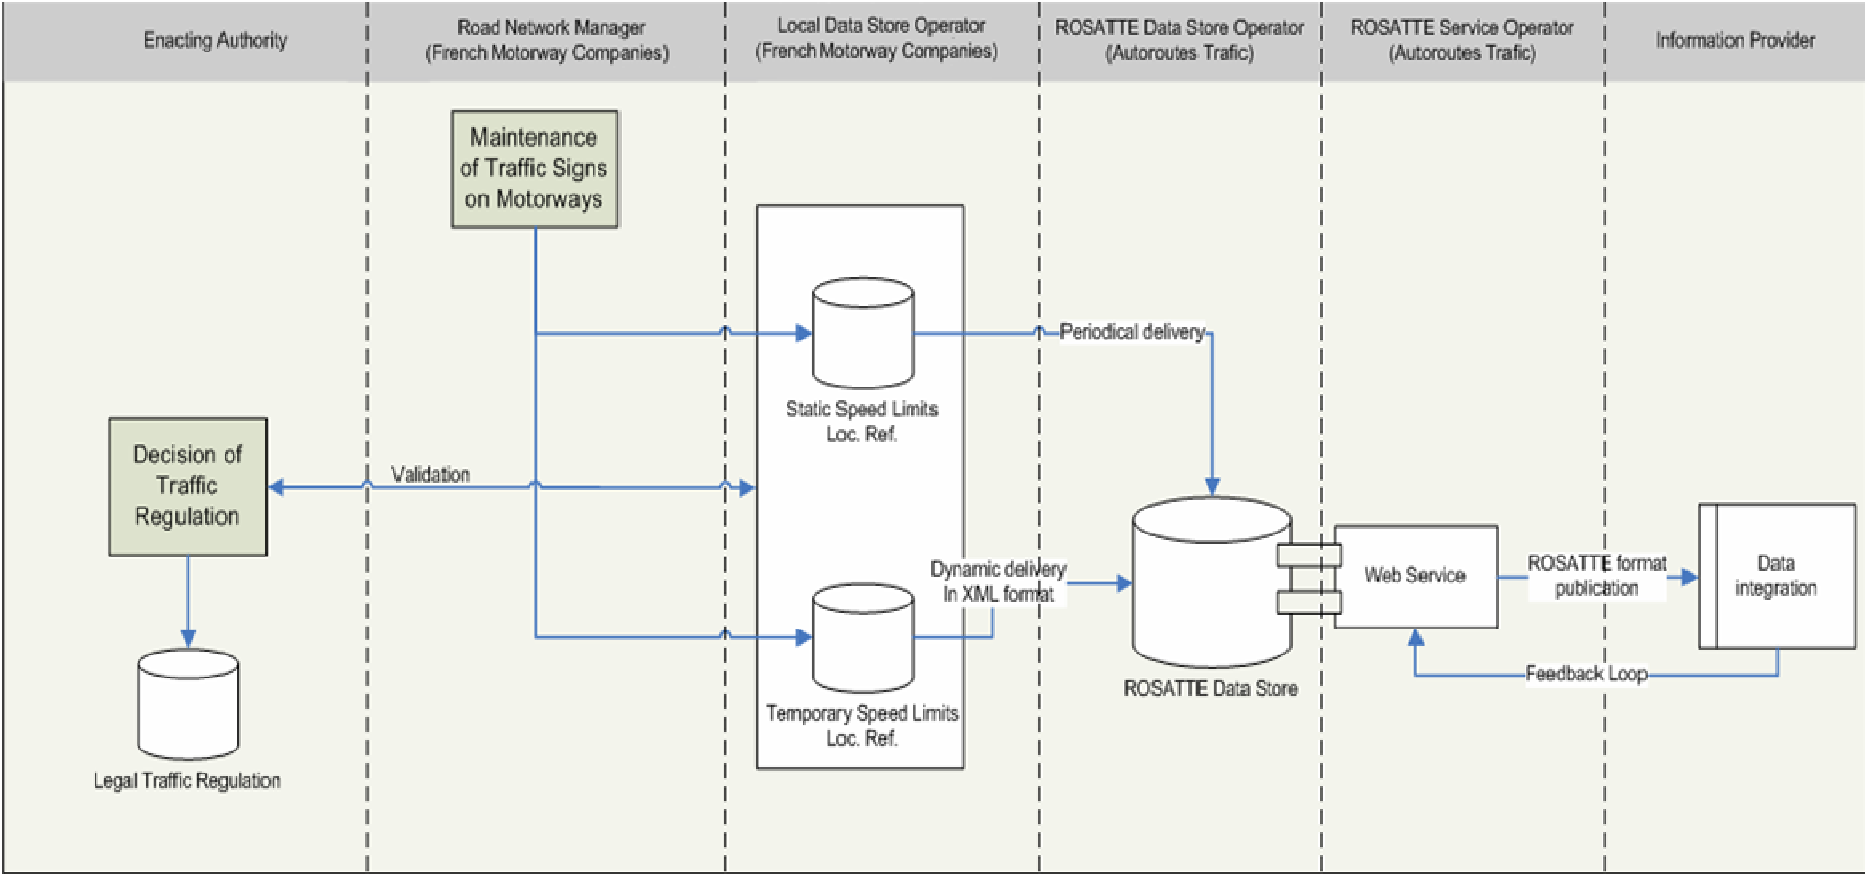 Enacting Authority
Road Network Manager
(French Motorway Companies)
Local Data Store Operator
(French Motorway Companies)
ROSATTE Data Store Operator
(Autoroutes Trafic)
ROSATTE Service Operator
(Autoroutes Trafic)
Information Provider
Maintenance
of Traffic Signs
on Motorways
Periodical delivery
Static Speed Limits
Loc. Ref.
Decision of
Traffic
Regulation
Validation
Dynamic delivery
In XML format
Web Service
ROSATTE format
publication
Data
integration
Feedback Loop
ROSATTE Data Store
Temporary Speed Limits
Loc. Ref.
Legal Traffic Regulation